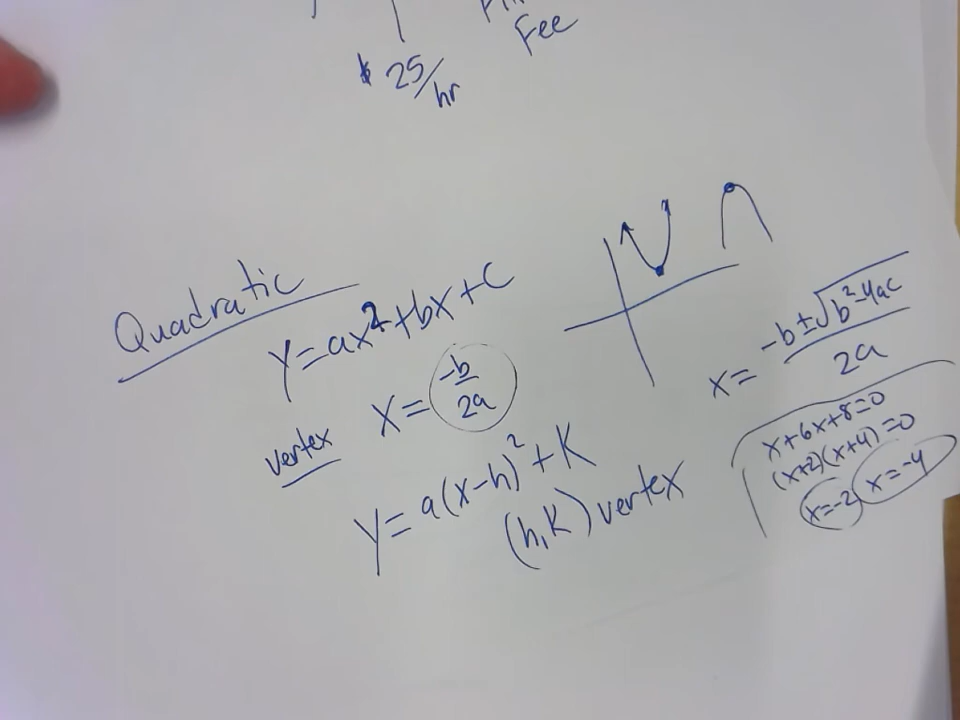 Fee
$25/hr
Quadratic
y=ax²+bx+c
vertex x=-b/2a
y=a(x-h)²+K
(h,K) vertex
x=-b±√b²-4ac/2a
x+6x+8=0
(x+2)(x+4)=0
x=-2 x=-4